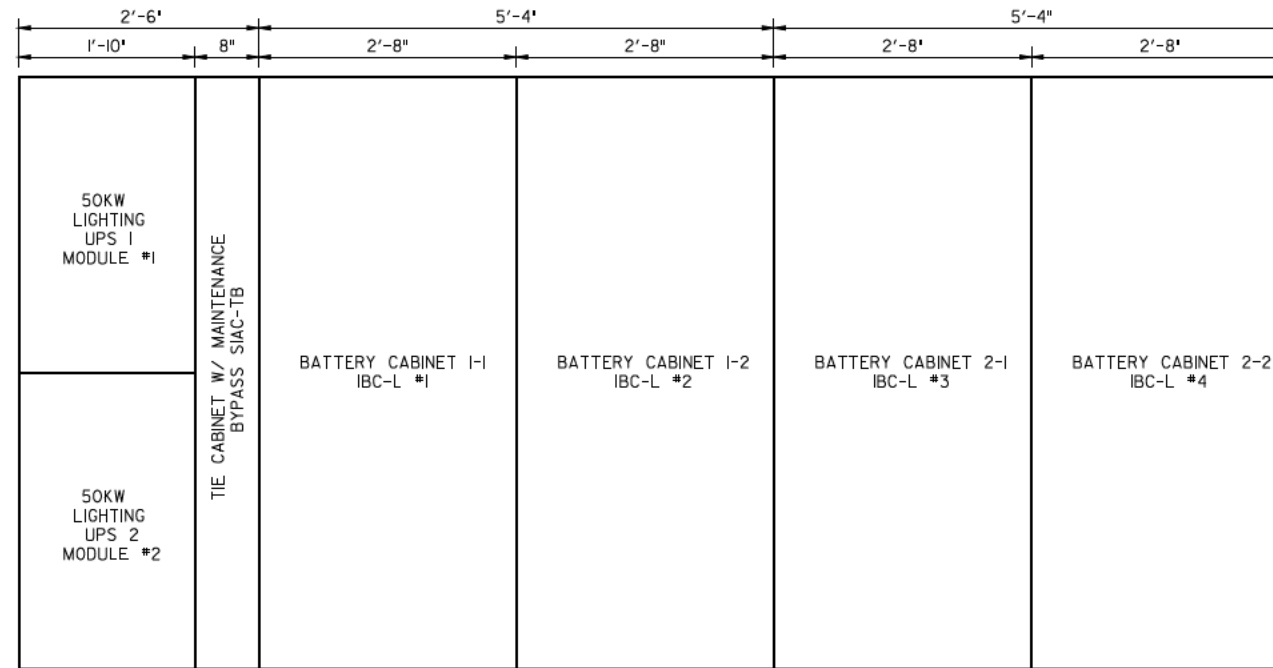 2'-6"
5'-4"
5'-4"
1'-10"
8"
2'-8"
2'-8"
2'-8"
2'-8"
50KW
LIGHTING
UPS 1
MODULE #1
50KW
LIGHTING
UPS 2
MODULE #2
TIE CABINET W/ MAINTENANCE
BYPASS SIAC-TB
BATTERY CABINET 1-1
IBC-L #1
BATTERY CABINET 1-2
IBC-L #2
BATTERY CABINET 2-1
IBC-L #3
BATTERY CABINET 2-2
IBC-L #4